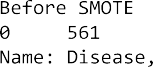 Before SMOTE
0    561
Name: Disease,